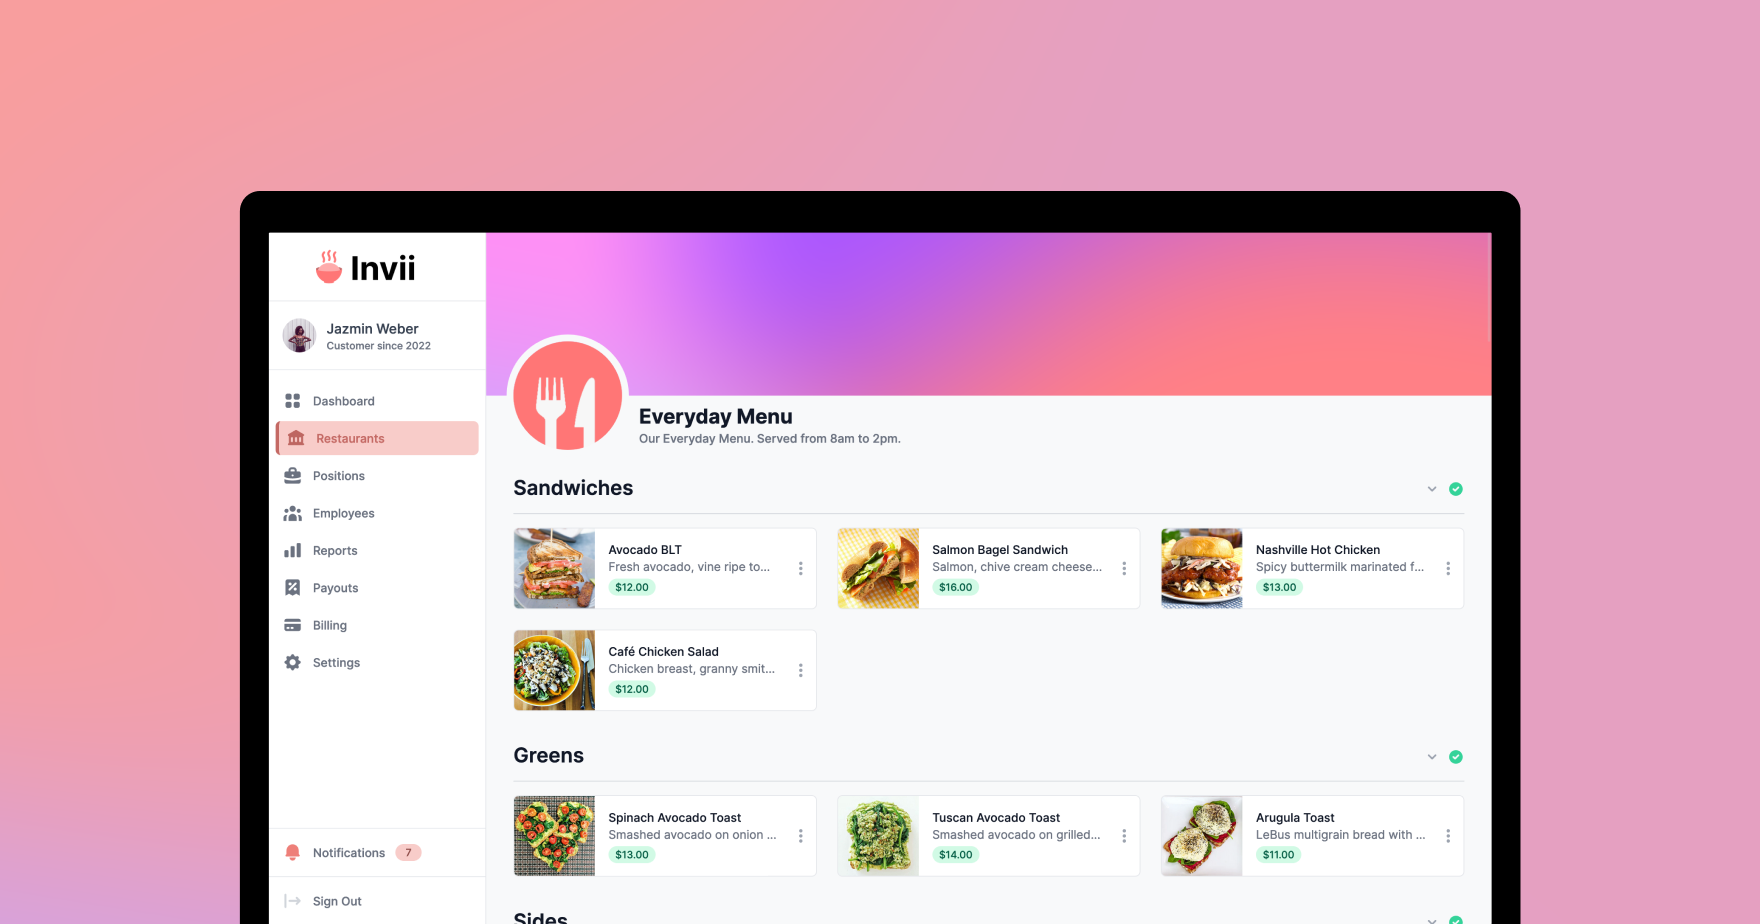 Invii
Jazmin Weber
Customer since 2022
Dashboard
Restaurants
Positions
Employees
Reports
Payouts
Billing
Settings
Notifications 7
Sign Out
Everyday Menu
Our Everyday Menu. Served from 8am to 2pm.
Sandwiches
Avocado BLT
Fresh avocado, vine ripe to...
$12.00
Salmon Bagel Sandwich
Salmon, chive cream cheese...
$16.00
Nashville Hot Chicken
Spicy buttermilk marinated f...
$13.00
Café Chicken Salad
Chicken breast, granny smit...
$12.00
Greens
Spinach Avocado Toast
Smashed avocado on onion ...
$13.00
Tuscan Avocado Toast
Smashed avocado on grilled...
$14.00
Arugula Toast
LeBus multigrain bread with ...
$11.00
Sides